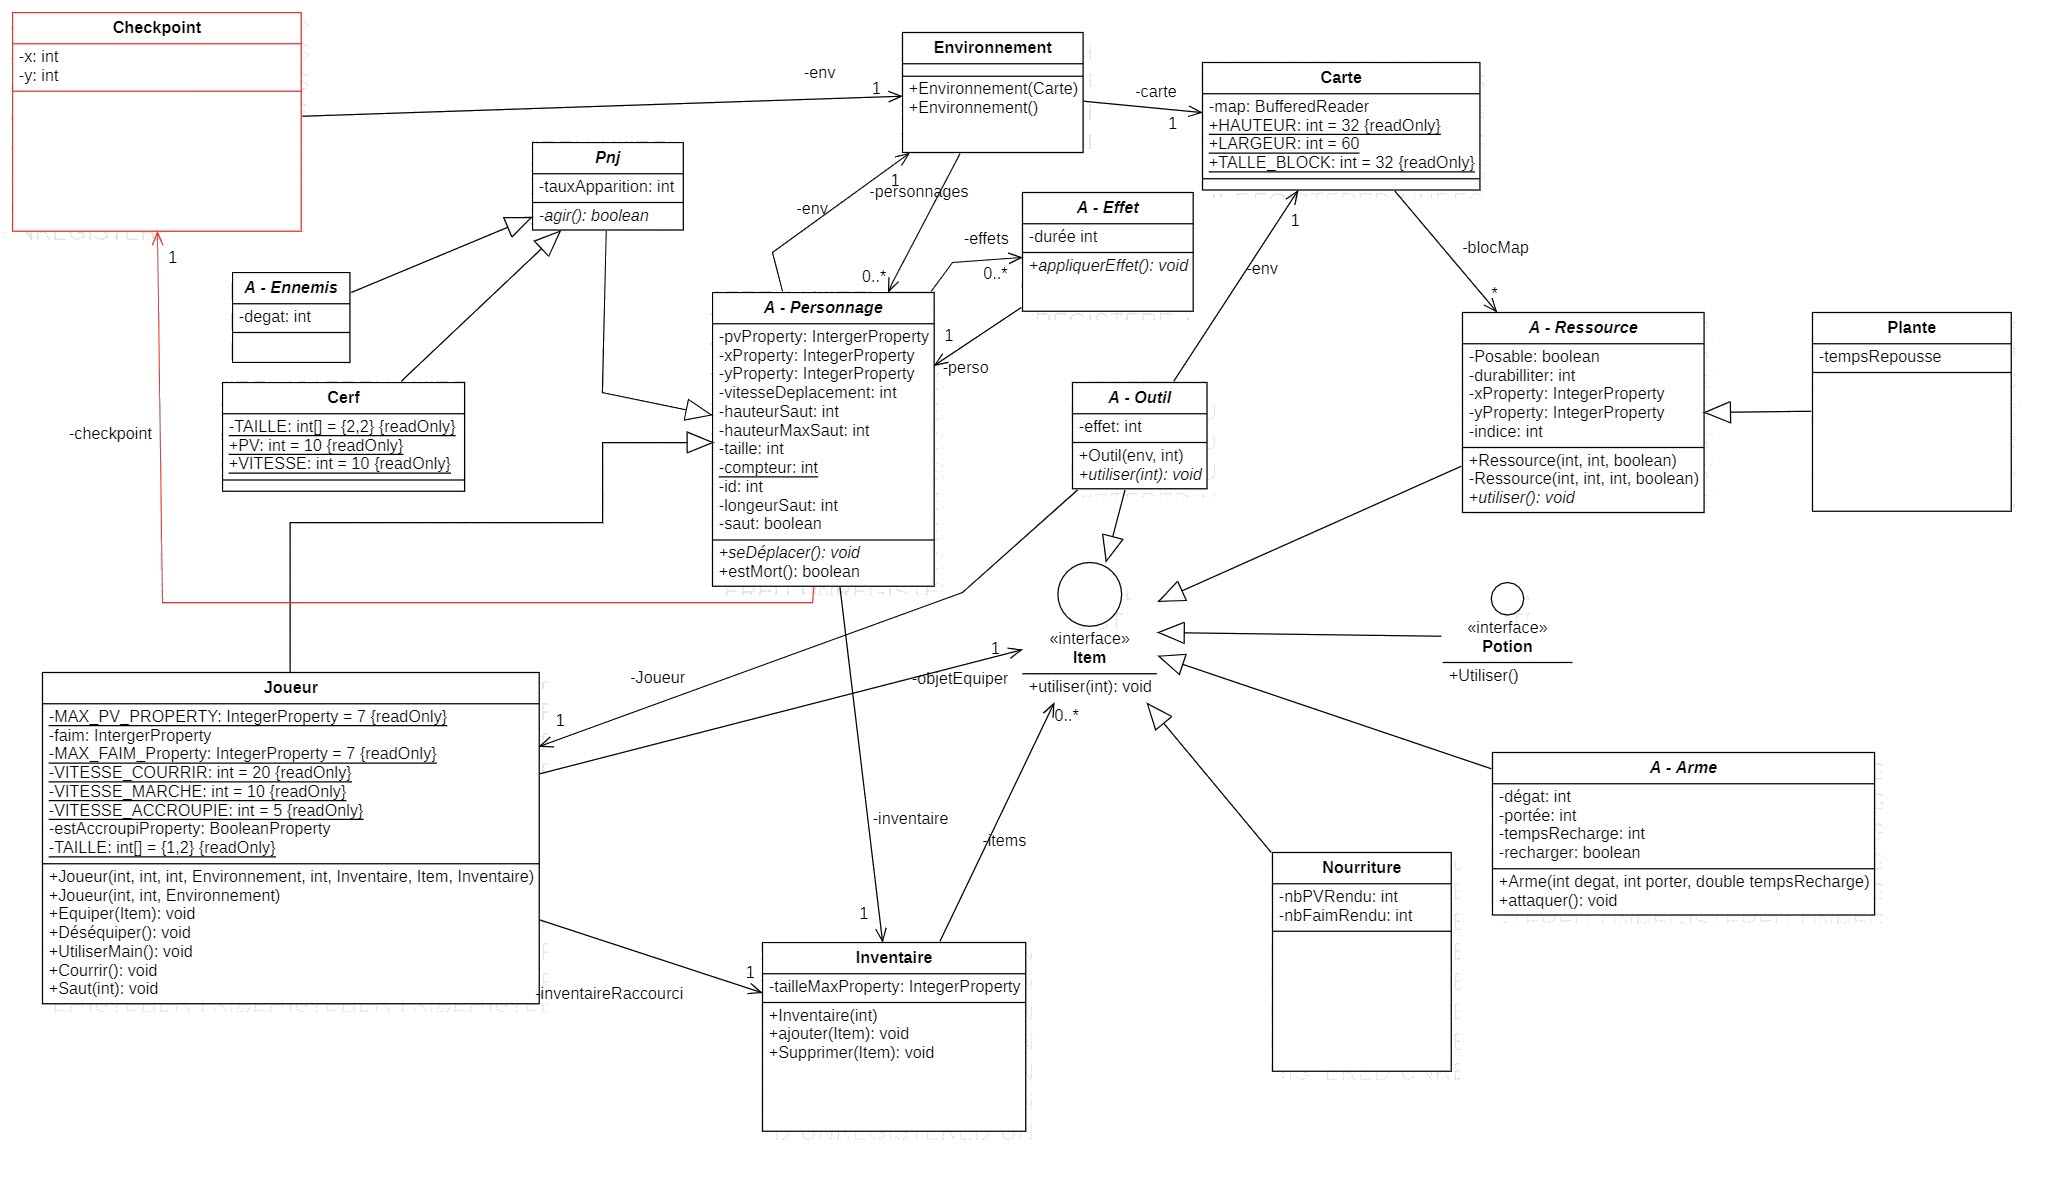 Checkpoint
-x: int
-y: int
-env
1
Environnement
+Environnement(Carte)
+Environnement()
-carte
1
Carte
-map: BufferedReader
+HAUTEUR: int = 32 {readOnly}
+LARGEUR: int = 60
+TALLE_BLOCK: int = 32 {readOnly}
Pnj
-tauxApparition: int
-agir(): boolean
1
-personnages
-env
0..*
A - Effet
-durée int
+appliquerEffet(): void
-effets
0..*
1
-env
-blocMap
*
1
-checkpoint
A - Ennemis
-degat: int
Cerf
-TAILLE: int[] = {2,2} {readOnly}
+PV: int = 10 {readOnly}
+VITESSE: int = 10 {readOnly}
A - Personnage
-pvProperty: IntergerProperty
-xProperty: IntegerProperty
-yProperty: IntegerProperty
-vitesseDeplacement: int
-hauteurSaut: int
-hauteurMaxSaut: int
-taille: int
-compteur: int
-id: int
-longeurSaut: int
-saut: boolean
+seDéplacer(): void
+estMort(): boolean
1
-perso
A - Outil
-effet: int
+Outil(env, int)
+utiliser(int): void
A - Ressource
-Posable: boolean
-durabilliter: int
-xProperty: IntegerProperty
-yProperty: IntegerProperty
-indice: int
+Ressource(int, int, boolean)
-Ressource(int, int, int, boolean)
+utiliser(): void
Plante
-tempsRepousse
«interface»
Item
+utiliser(int): void
0..*
«interface»
Potion
+Utiliser()
-Joueur
1
1
-objetEquiper
Joueur
-MAX_PV_PROPERTY: IntegerProperty = 7 {readOnly}
-faim: IntergerProperty
-MAX_FAIM_Property: IntegerProperty = 7 {readOnly}
-VITESSE_COURRIR: int = 20 {readOnly}
-VITESSE_MARCHE: int = 10 {readOnly}
-VITESSE_ACCROUPIE: int = 5 {readOnly}
-estAccroupiProperty: BooleanProperty
-TAILLE: int[] = {1,2} {readOnly}
+Joueur(int, int, int, Environnement, int, Inventaire, Item, Inventaire)
+Joueur(int, int, Environnement)
+Equiper(Item): void
+Déséquiper(): void
+UtiliserMain(): void
+Courrir(): void
+Saut(int): void
-inventaire
1
-items
1
-inventaireRaccourci
Inventaire
-tailleMaxProperty: IntegerProperty
+Inventaire(int)
+ajouter(Item): void
+Supprimer(Item): void
Nourriture
-nbPVRendu: int
-nbFaimRendu: int
A - Arme
-dégat: int
-portée: int
-tempsRecharge: int
-recharger: boolean
+Arme(int degat, int porter, double tempsRecharge)
+attaquer(): void